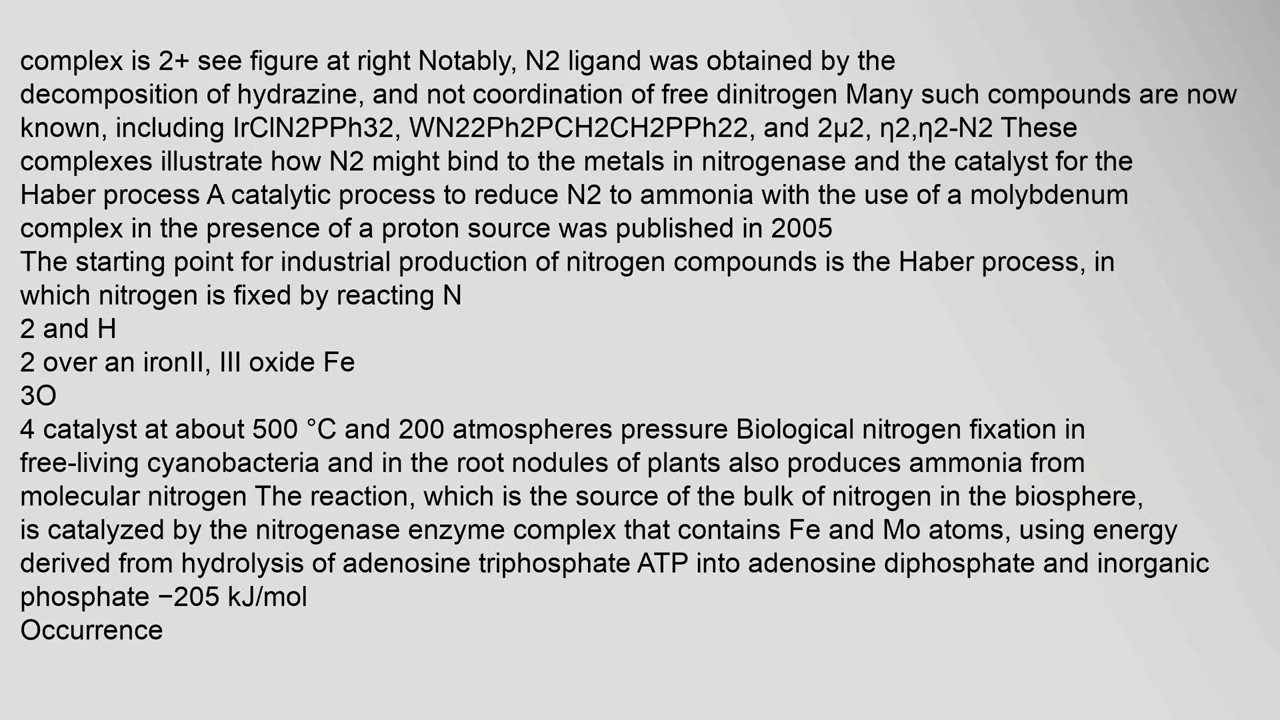 complex is 2+ see figure at right Notably, N2 ligand was obtained by the
decomposition of hydrazine, and not coordination of free dinitrogen Many such compounds are now
known, including IrClN2PPh32, WN22Ph2PCH2CH2PPh22, and 2μ2, η2,η2-N2 These
complexes illustrate how N2 might bind to the metals in nitrogenase and the catalyst for the
Haber process A catalytic process to reduce N2 to ammonia with the use of a molybdenum
complex in the presence of a proton source was published in 2005
The starting point for industrial production of nitrogen compounds is the Haber process, in
which nitrogen is fixed by reacting N
2 and H
2 over an ironII, III oxide Fe
3O
4 catalyst at about 500 °C and 200 atmospheres pressure Biological nitrogen fixation in
free-living cyanobacteria and in the root nodules of plants also produces ammonia from
molecular nitrogen The reaction, which is the source of the bulk of nitrogen in the biosphere,
is catalyzed by the nitrogenase enzyme complex that contains Fe and Mo atoms, using energy
derived from hydrolysis of adenosine triphosphate ATP into adenosine diphosphate and inorganic
phosphate −205 kJ/mol
Occurrence